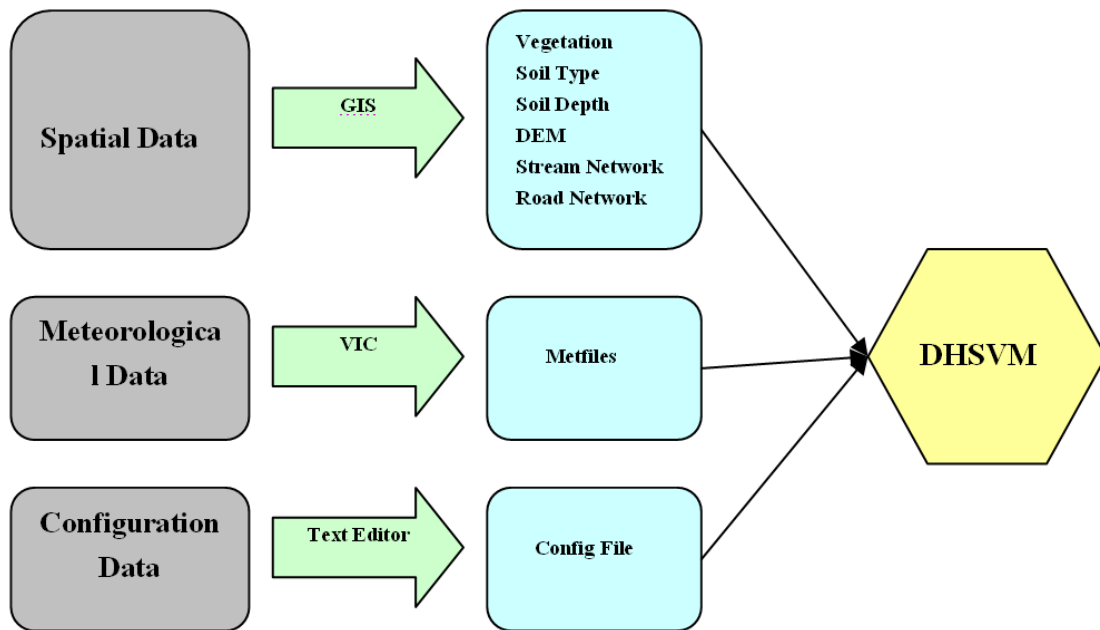 Spatial Data
GIS
Vegetation
Soil Type
Soil Depth
DEM
Stream Network
Road Network
Meteorologica
l Data
VIC
Metfiles
DHSVM
Configuration
Data
Text Editor
Config File